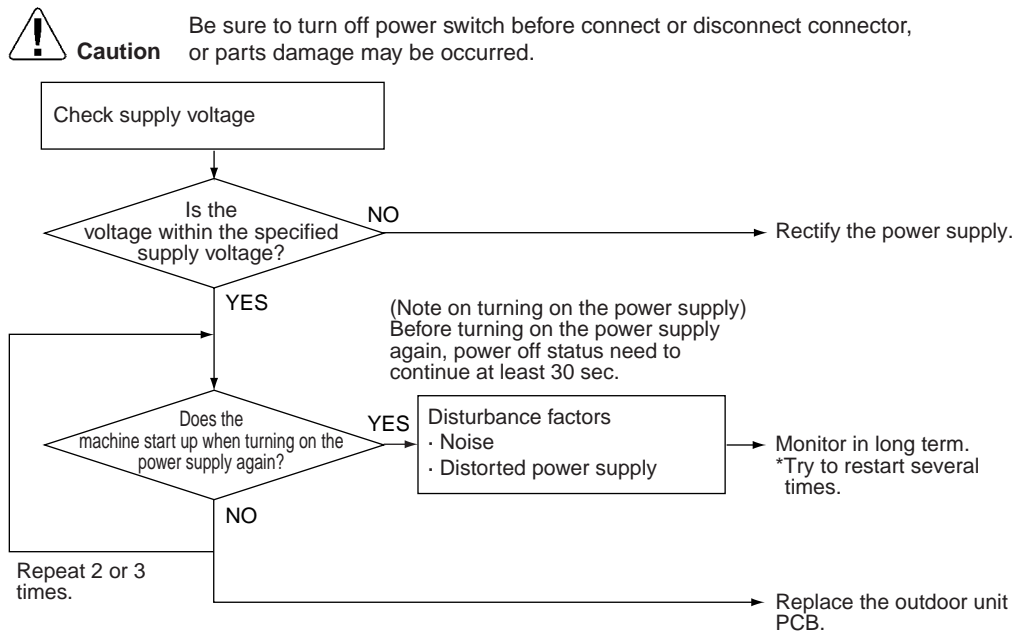 Be sure to turn off power switch before connect or disconnect connector,
Caution
or parts damage may be occurred.
Check supply voltage
Is the
voltage within the specified
supply voltage?
NO
Rectify the power supply.
YES
(Note on turning on the power supply)
Before turning on the power supply
again, power off status need to
continue at least 30 sec.
Does the
machine start up when turning on the
power supply again?
YES
Disturbance factors
· Noise
· Distorted power supply
Monitor in long term.
*Try to restart several
times.
NO
Repeat 2 or 3
times.
Replace the outdoor unit
PCB.